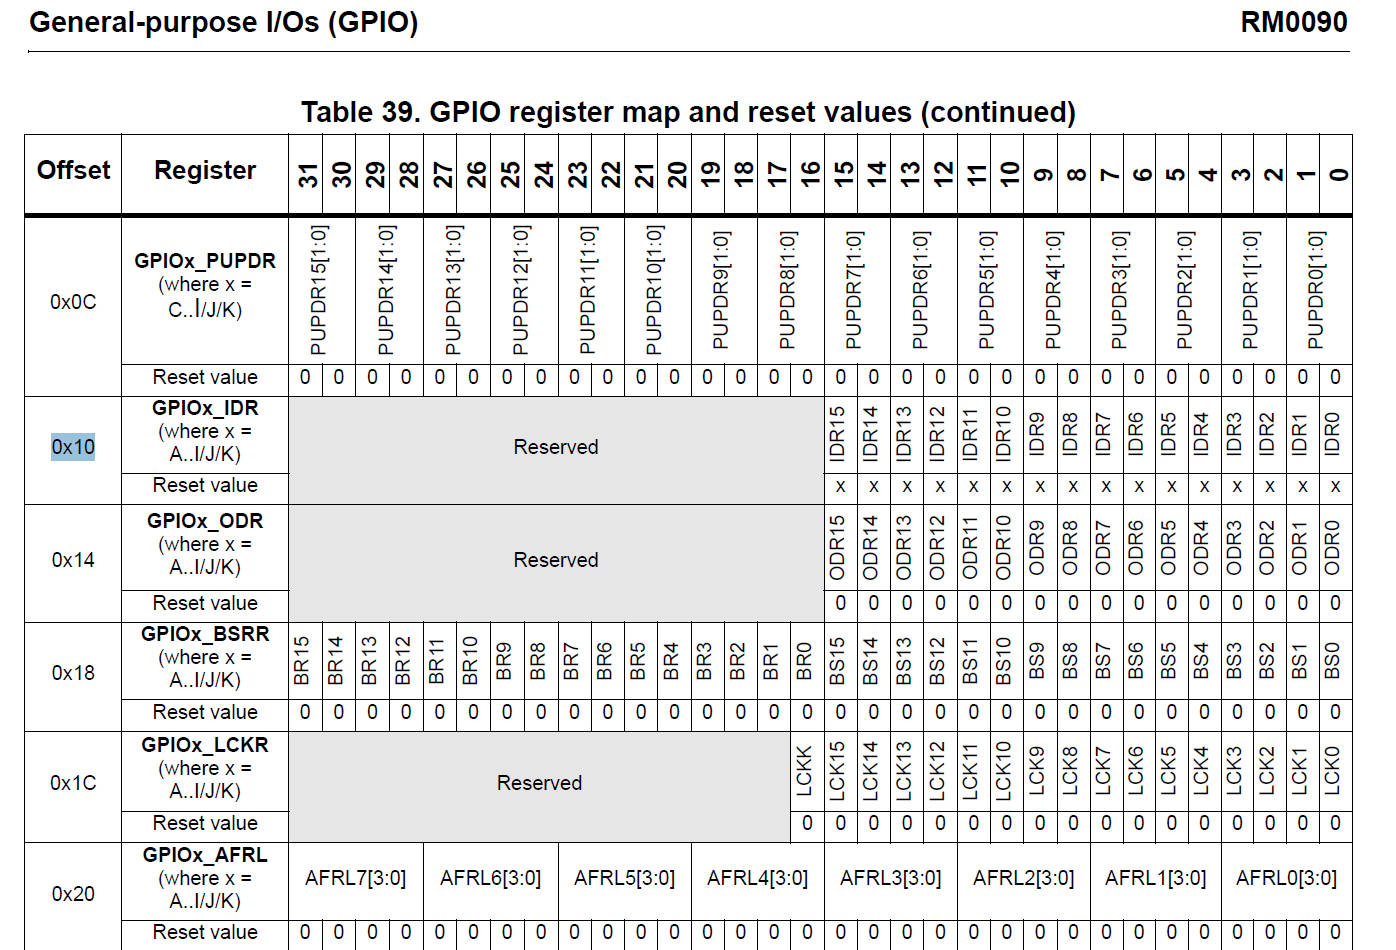 General-purpose I/Os (GPIO) RM0090
Table 39. GPIO register map and reset values (continued)
Offset Register 31 30 29 28 27 26 25 24 23 22 21 20 19 18 17 16 15 14 13 12 11 10 9 8 7 6 5 4 3 2 1 0
0x0C
GPIOx_PUPDR
(where x =
C..I/J/K)
PUPDR15[1:0] PUPDR14[1:0] PUPDR13[1:0] PUPDR12[1:0] PUPDR11[1:0] PUPDR10[1:0] PUPDR9[1:0] PUPDR8[1:0] PUPDR7[1:0] PUPDR6[1:0] PUPDR5[1:0] PUPDR4[1:0] PUPDR3[1:0] PUPDR2[1:0] PUPDR1[1:0] PUPDR0[1:0]
Reset value 0 0 0 0 0 0 0 0 0 0 0 0 0 0 0 0 0 0 0 0 0 0 0 0 0 0 0 0 0 0 0 0
0x10
GPIOx_IDR
(where x =
A..I/J/K)
Reserved
IDR15 IDR14 IDR13 IDR12 IDR11 IDR10 IDR9 IDR8 IDR7 IDR6 IDR5 IDR4 IDR3 IDR2 IDR1 IDR0
Reset value x x x x x x x x x x x x x x x x
0x14
GPIOx_ODR
(where x =
A..I/J/K)
Reserved
ODR15 ODR14 ODR13 ODR12 ODR11 ODR10 ODR9 ODR8 ODR7 ODR6 ODR5 ODR4 ODR3 ODR2 ODR1 ODR0
Reset value 0 0 0 0 0 0 0 0 0 0 0 0 0 0 0 0
0x18
GPIOx_BSRR
(where x =
A..I/J/K)
BR15 BR14 BR13 BR12 BR11 BR10 BR9 BR8 BR7 BR6 BR5 BR4 BR3 BR2 BR1 BR0 BS15 BS14 BS13 BS12 BS11 BS10 BS9 BS8 BS7 BS6 BS5 BS4 BS3 BS2 BS1 BS0
Reset value 0 0 0 0 0 0 0 0 0 0 0 0 0 0 0 0 0 0 0 0 0 0 0 0 0 0 0 0 0 0 0 0
0x1C
GPIOx_LCKR
(where x =
A..I/J/K)
Reserved
LCKK LCK15 LCK14 LCK13 LCK12 LCK11 LCK10 LCK9 LCK8 LCK7 LCK6 LCK5 LCK4 LCK3 LCK2 LCK1 LCK0
Reset value 0 0 0 0 0 0 0 0 0 0 0 0 0 0 0 0 0
0x20
GPIOx_AFRL
(where x =
A..I/J/K)
AFRL7[3:0] AFRL6[3:0] AFRL5[3:0] AFRL4[3:0] AFRL3[3:0] AFRL2[3:0] AFRL1[3:0] AFRL0[3:0]
Reset value 0 0 0 0 0 0 0 0 0 0 0 0 0 0 0 0 0 0 0 0 0 0 0 0 0 0 0 0 0 0 0 0